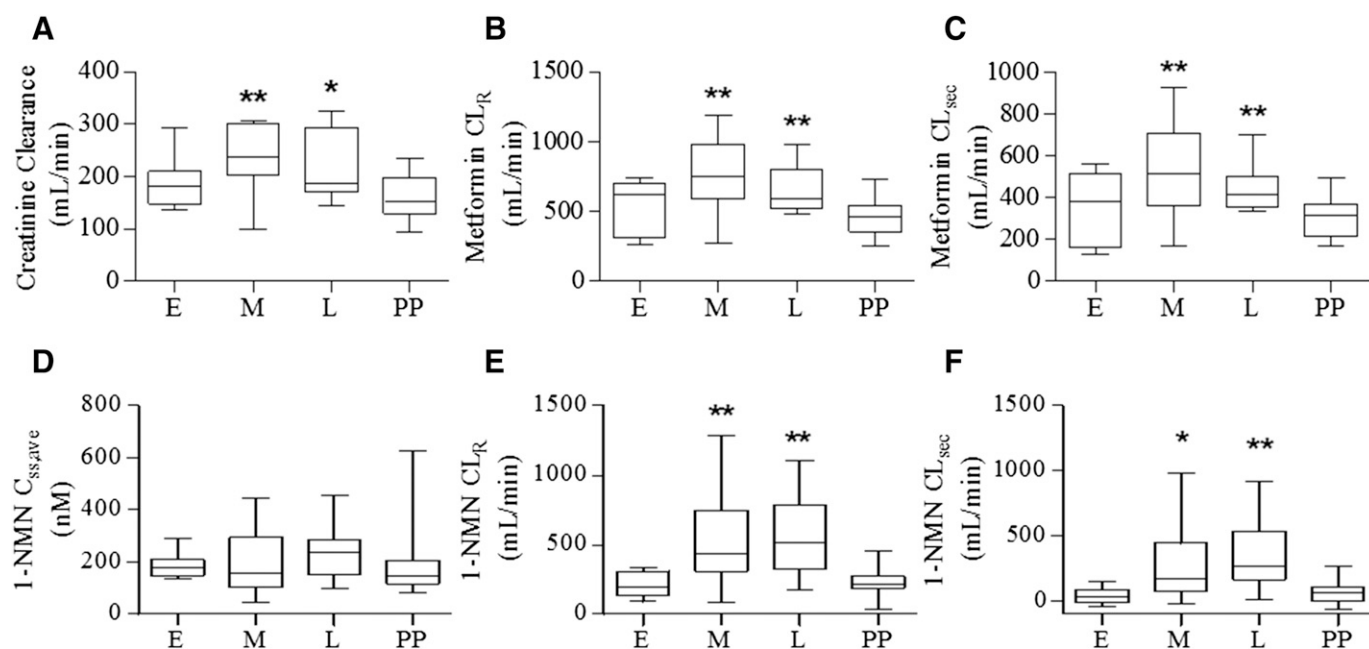 A
Creatinine Clearance
(mL/min)
400
300
200
100
0
**
*
E M L PP
B
Metformin CLR
(mL/min)
1500
1000
500
0
**
**
E M L PP
C
Metformin CLsec
(mL/min)
1000
800
600
400
200
0
**
**
E M L PP
D
1-NMN Css,ave
(nM)
800
600
400
200
0
E M L PP
E
1-NMN CLR
(mL/min)
1500
1000
500
0
**
**
E M L PP
F
1-NMN CLsec
(mL/min)
1500
1000
500
0
*
**
E M L PP